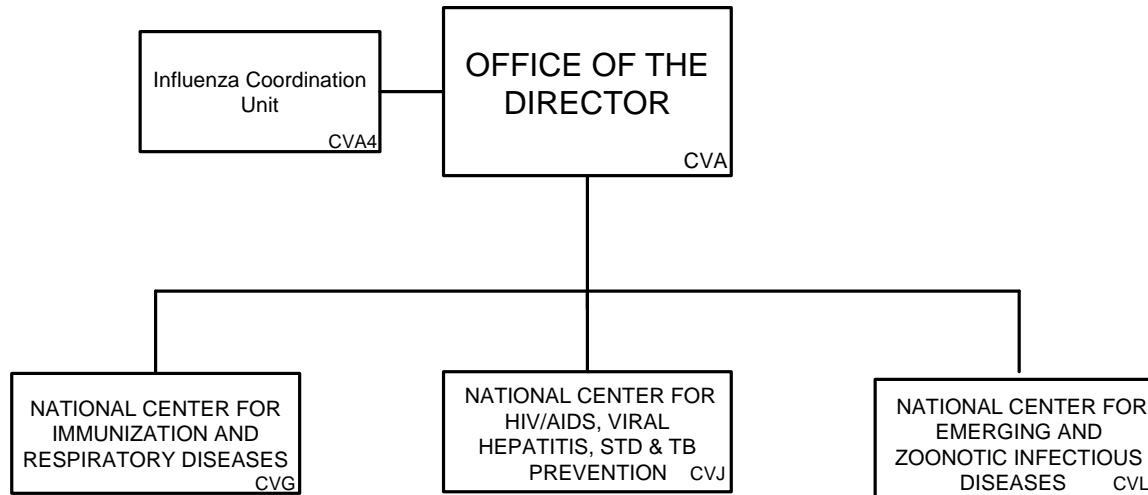 Influenza Coordination
Unit
CVA4
OFFICE OF THE
DIRECTOR
CVA
NATIONAL CENTER FOR
IMMUNIZATION AND
RESPIRATORY DISEASES
CVG
NATIONAL CENTER FOR
HIV/AIDS, VIRAL
HEPATITIS, STD & TB
PREVENTION CVJ
NATIONAL CENTER FOR
EMERGING AND
ZOONOTIC INFECTIOUS
DISEASES CVL